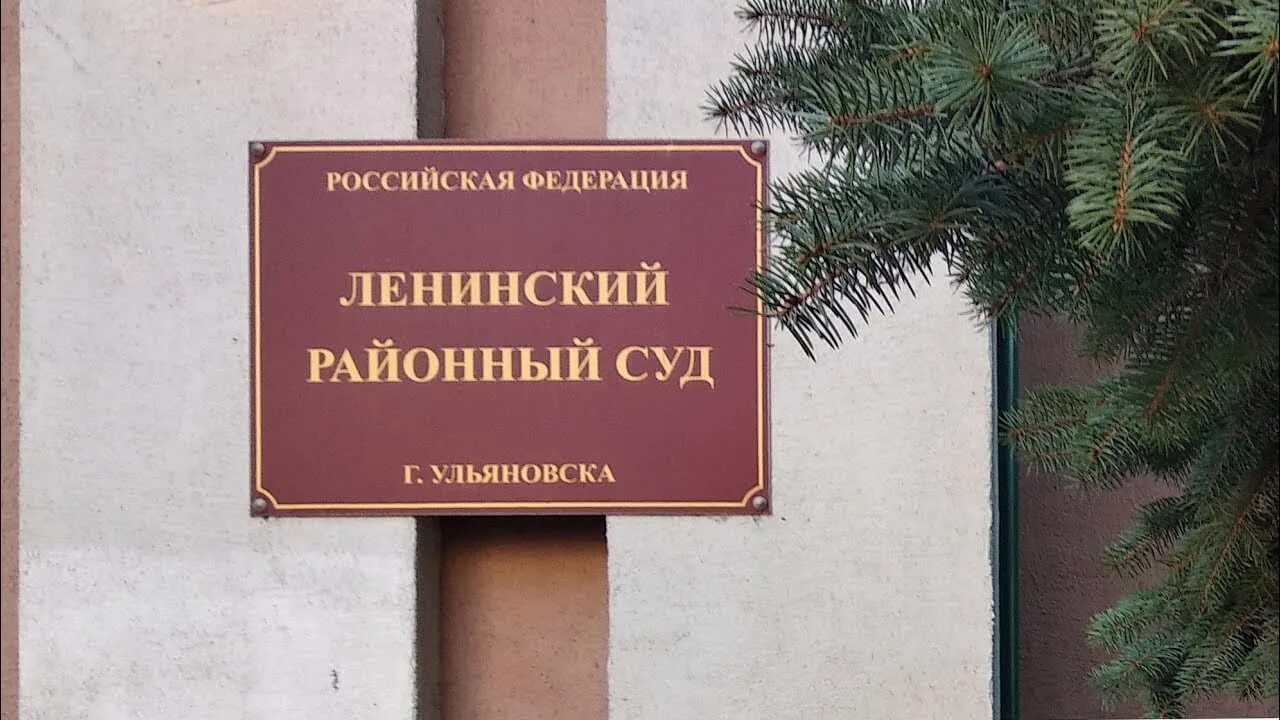 РОССИЙСКАЯ ФЕДЕРАЦИЯ
ЛЕНИНСКИЙ
РАЙОННЫЙ СУД
Г. УЛЬЯНОВСКА